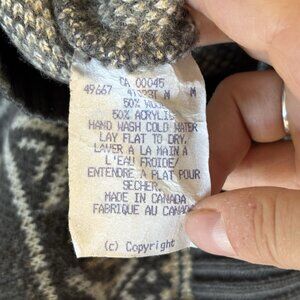 CA 00045
49667 M M
50% WOOL
50% ACRYLIC
HAND WASH COLD WATER
LAY FLAT TO DRY.
LAVER A LA MAIN A
L'EAU FROIDE/
ENTENDRE A PLAT POUR
SECHER.
MADE IN CANADA
FABRIQUE AU CANADA
(c) Copyright